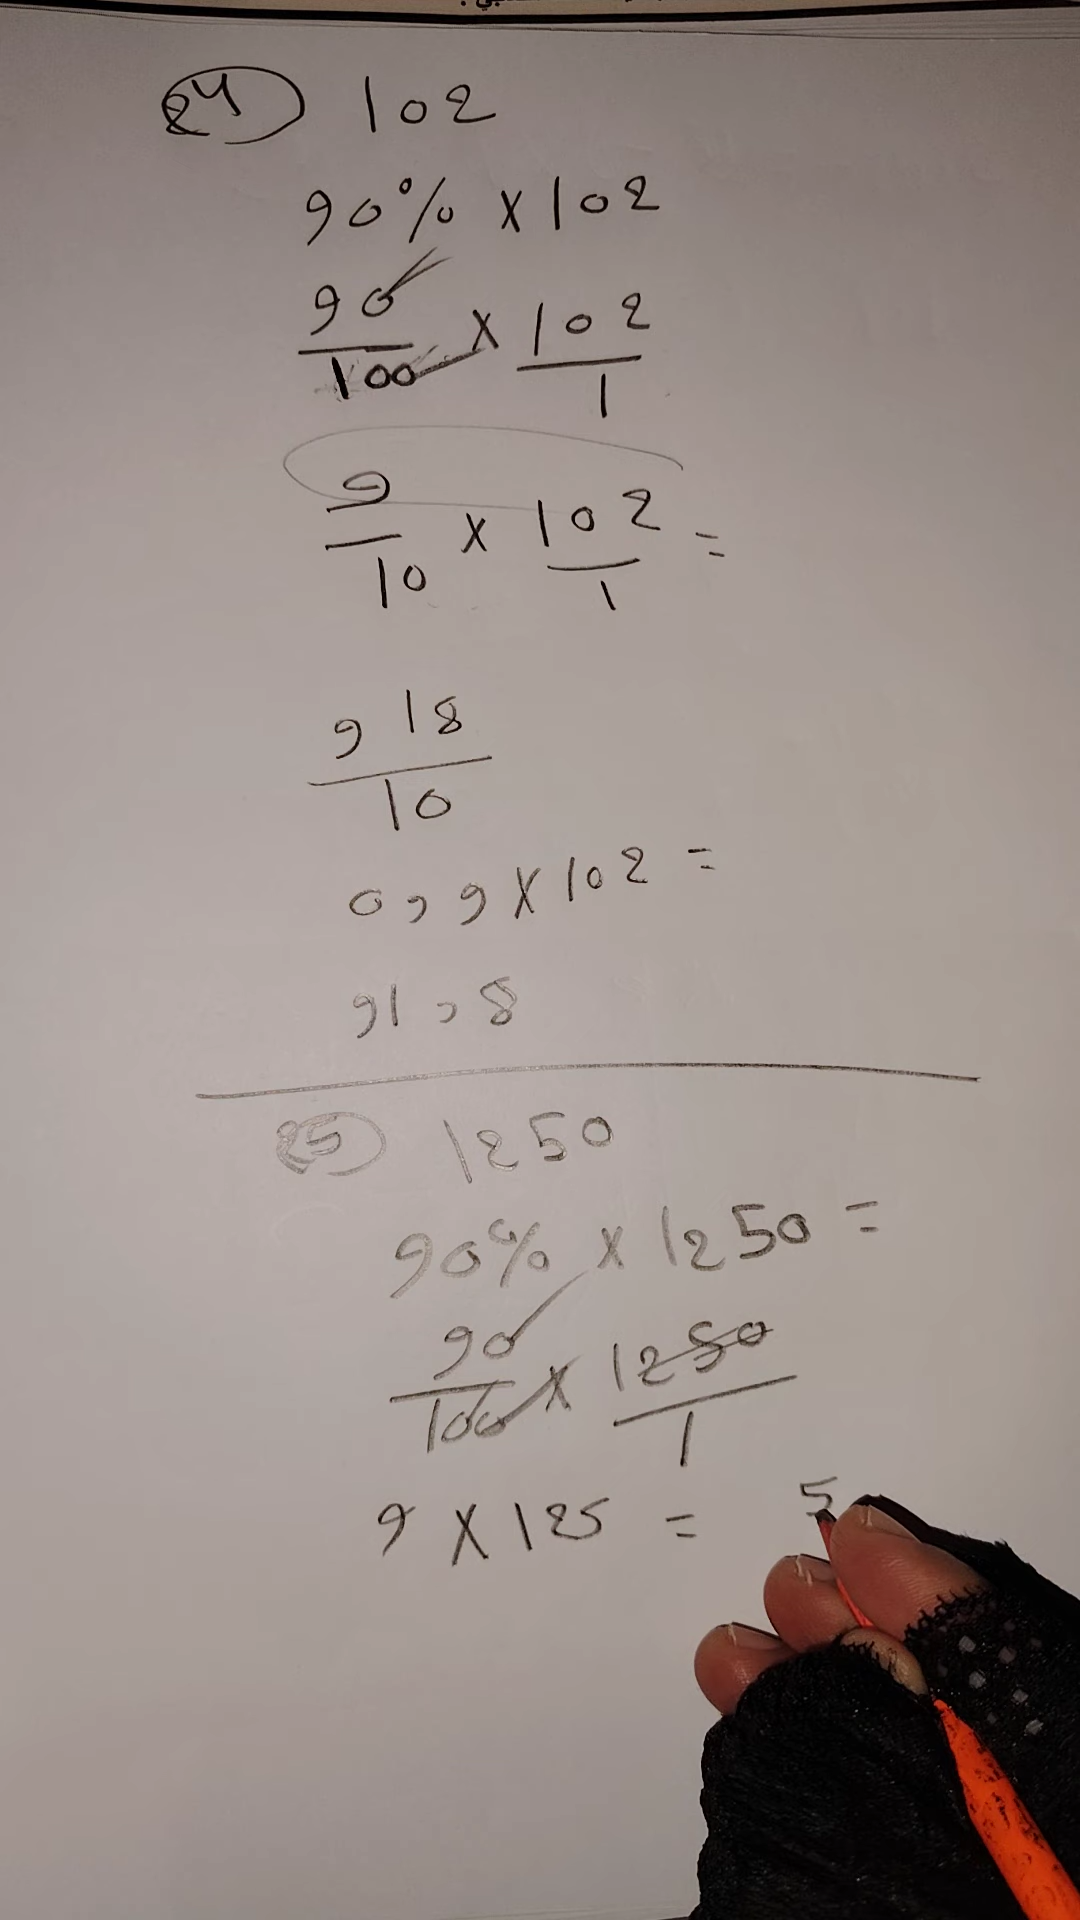 24 102
90% x 102
90/100 x 102/1
9/10 x 102/1 =
918/10
0,9 x 102 =
91,8
25 1250
90% x 1250 =
90/100 x 1250/1
9 x 125 = 5